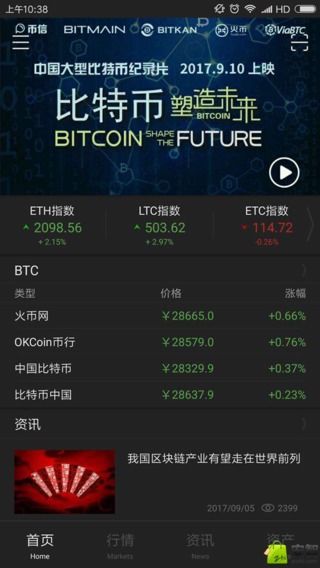 上午10:38
HD
币信 BITMAIN BITKAN 火币 ViaBTC
中国大型比特币纪录片 2017.9.10 上映
比特币 塑造未来
BITCOIN
BITCOIN SHAPE THE FUTURE
ETH指数 LTC指数 ETC指数
2098.56 503.62 114.72
+2.15% +2.97% -0.26%
BTC
类型 价格 涨幅
火币网 ￥28665.0 +0.66%
OKCoin币行 ￥28579.0 +0.76%
中国比特币 ￥28329.9 +0.37%
比特币中国 ￥28637.9 +0.23%
资讯
我国区块链产业有望走在世界前列
2017/09/05 2399
首页 行情 资讯 资产
Home Markets News